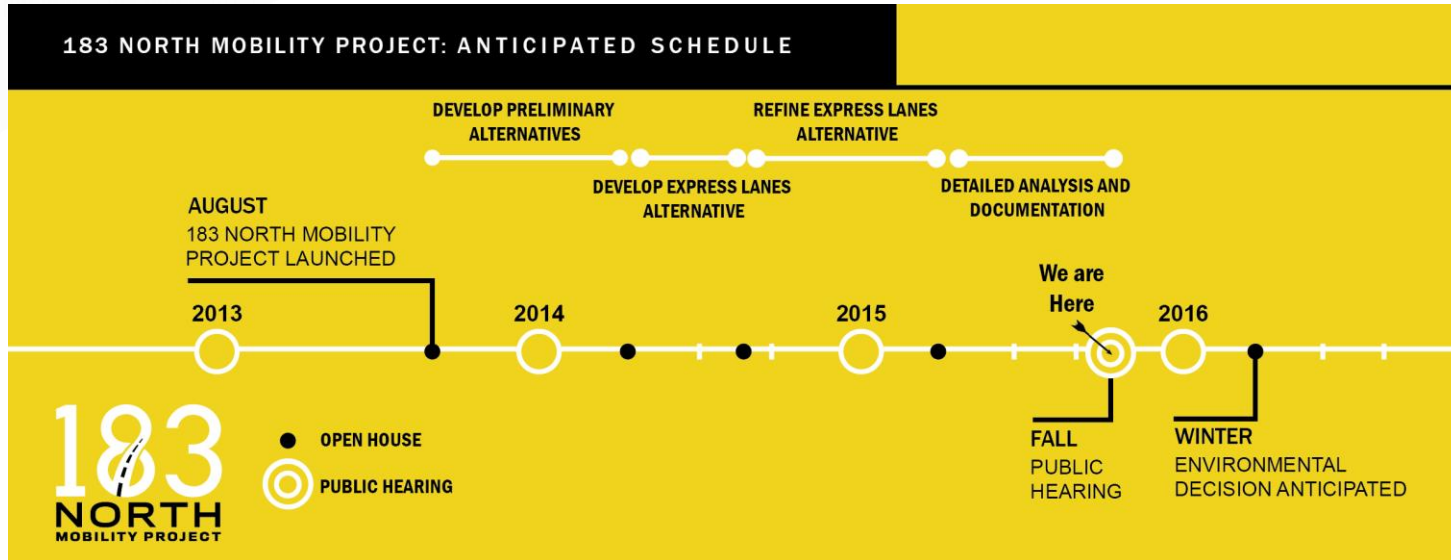 183 NORTH MOBILITY PROJECT: ANTICIPATED SCHEDULE
DEVELOP PRELIMINARY
ALTERNATIVES
REFINE EXPRESS LANES
ALTERNATIVE
DEVELOP EXPRESS LANES
ALTERNATIVE
DETAILED ANALYSIS AND
DOCUMENTATION
AUGUST
183 NORTH MOBILITY
PROJECT LAUNCHED
We are
Here
2013
2014
2015
2016
183
NORTH
MOBILITY PROJECT
OPEN HOUSE
PUBLIC HEARING
FALL
PUBLIC
HEARING
WINTER
ENVIRONMENTAL
DECISION ANTICIPATED